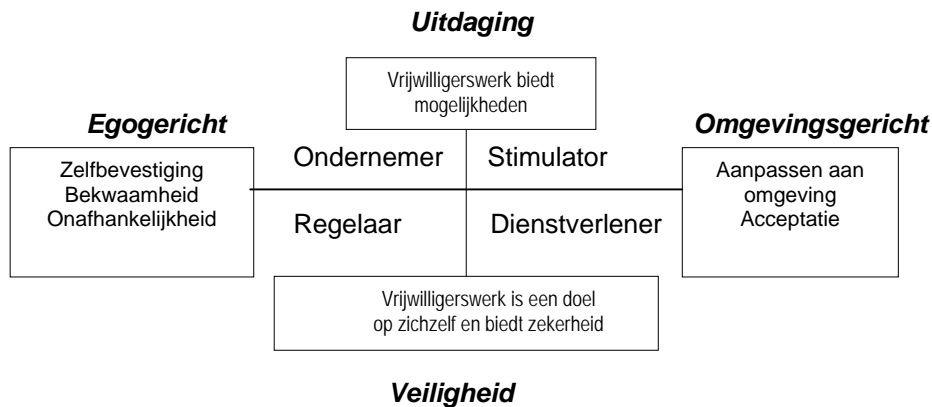 Uitdaging
Vrijwilligerswerk biedt
mogelijkheden
Egogericht
Omgevingsgericht
Zelfbevestiging
Bekwaamheid
Onafhankelijkheid
Ondernemer
Stimulator
Aanpassen aan
omgeving
Acceptatie
Regelaar
Dienstverlener
Vrijwilligerswerk is een doel
op zichzelf en biedt zekerheid
Veiligheid